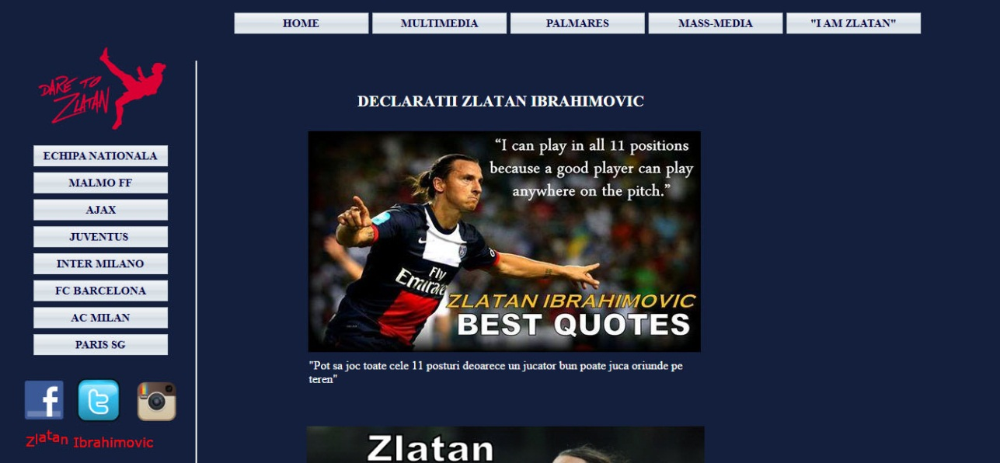 HOME
MULTIMEDIA
PALMARES
MASS-MEDIA
"I AM ZLATAN"
DARE TO
ZLATAN
ECHIPA NATIONALA
MALMO FF
AJAX
JUVENTUS
INTER MILANO
FC BARCELONA
AC MILAN
PARIS SG
Zlatan Ibrahimovic
DECLARATII ZLATAN IBRAHIMOVIC
“I can play in all 11 positions
because a good player can play
anywhere on the pitch.”
Fly
Emirates
ZLATAN IBRAHIMOVIC
BEST QUOTES
"Pot sa joc toate cele 11 posturi deoarece un jucator bun poate juca oriunde pe
teren"
Zlatan